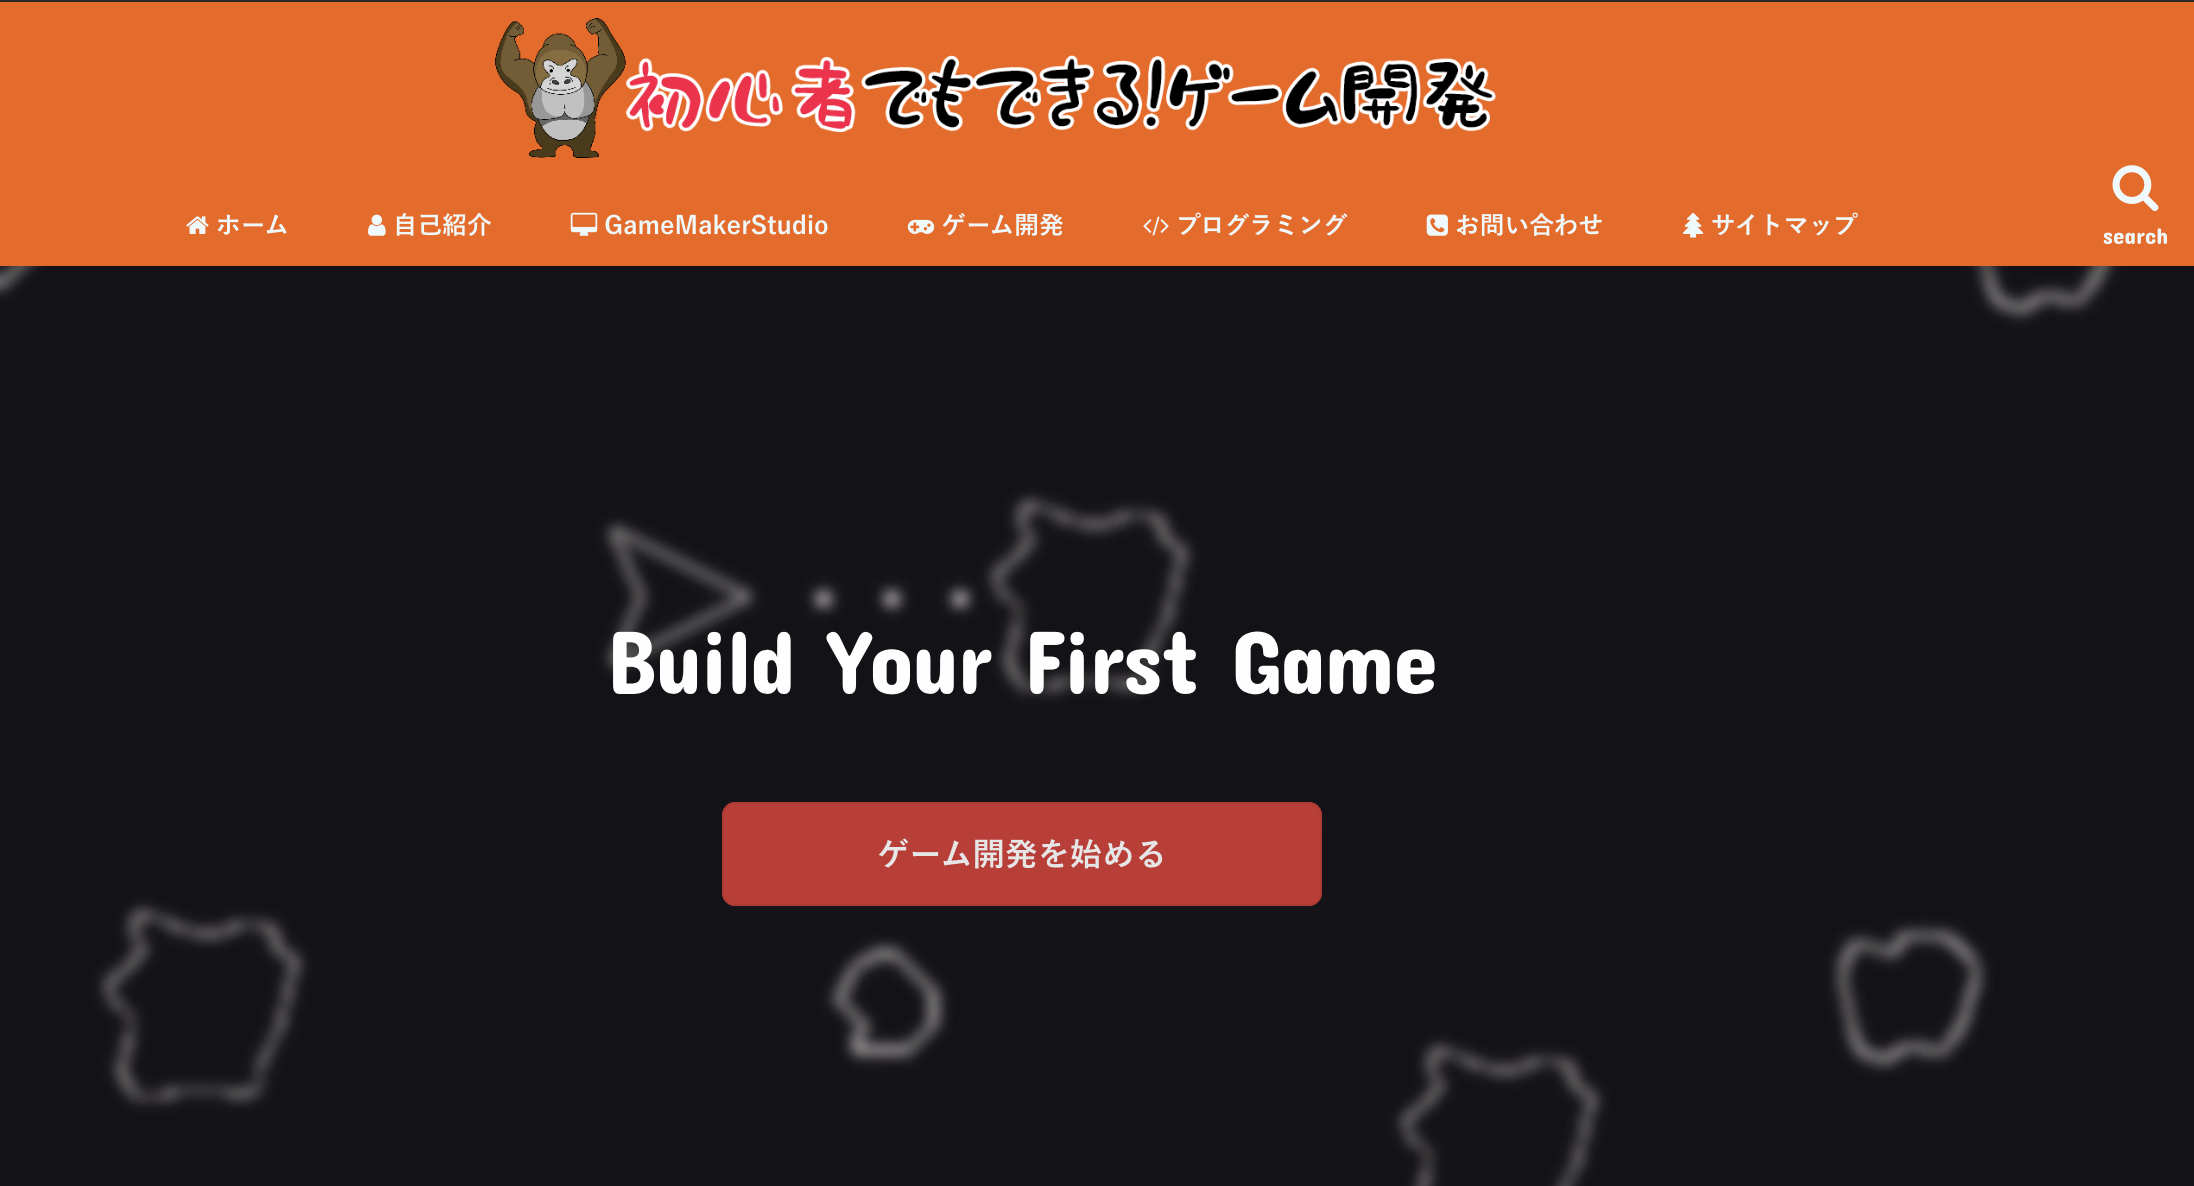 初心者でもできる!ゲーム開発
ホーム 自己紹介 GameMakerStudio ゲーム開発 </> プログラミング お問い合わせ サイトマップ
search
Build Your First Game
ゲーム開発を始める